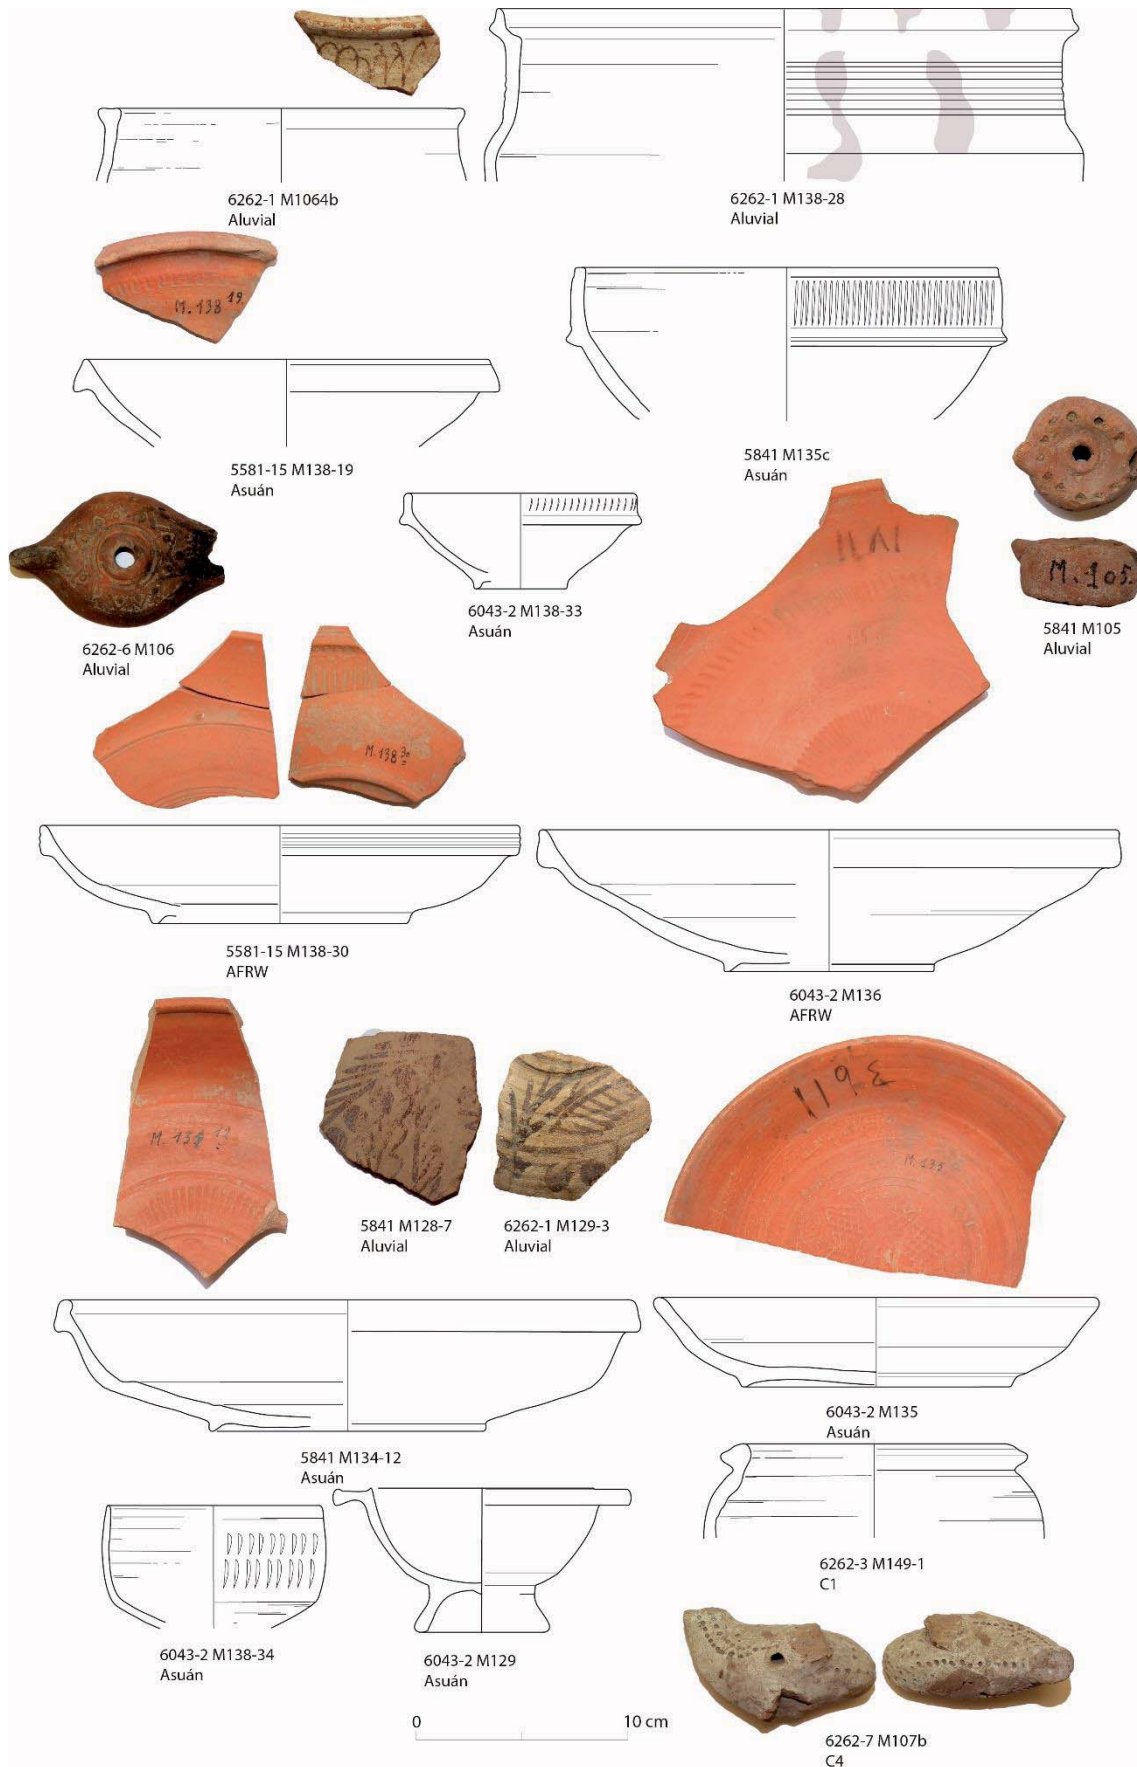 6262-1 M1064b
Aluvial
6262-1 M138-28
Aluvial
M.138 19.
5581-15 M138-19
Asuán
5841 M135c
Asuán
6043-2 M138-33
Asuán
M.105.
5841 M105
Aluvial
6262-6 M106
Aluvial
M.138 30
5581-15 M138-30
AFRW
6043-2 M136
AFRW
5841 M128-7
Aluvial
6262-1 M129-3
Aluvial
5841 M134-12
Asuán
6043-2 M135
Asuán
6262-3 M149-1
C1
6043-2 M138-34
Asuán
6043-2 M129
Asuán
0 10 cm
6262-7 M107b
C4